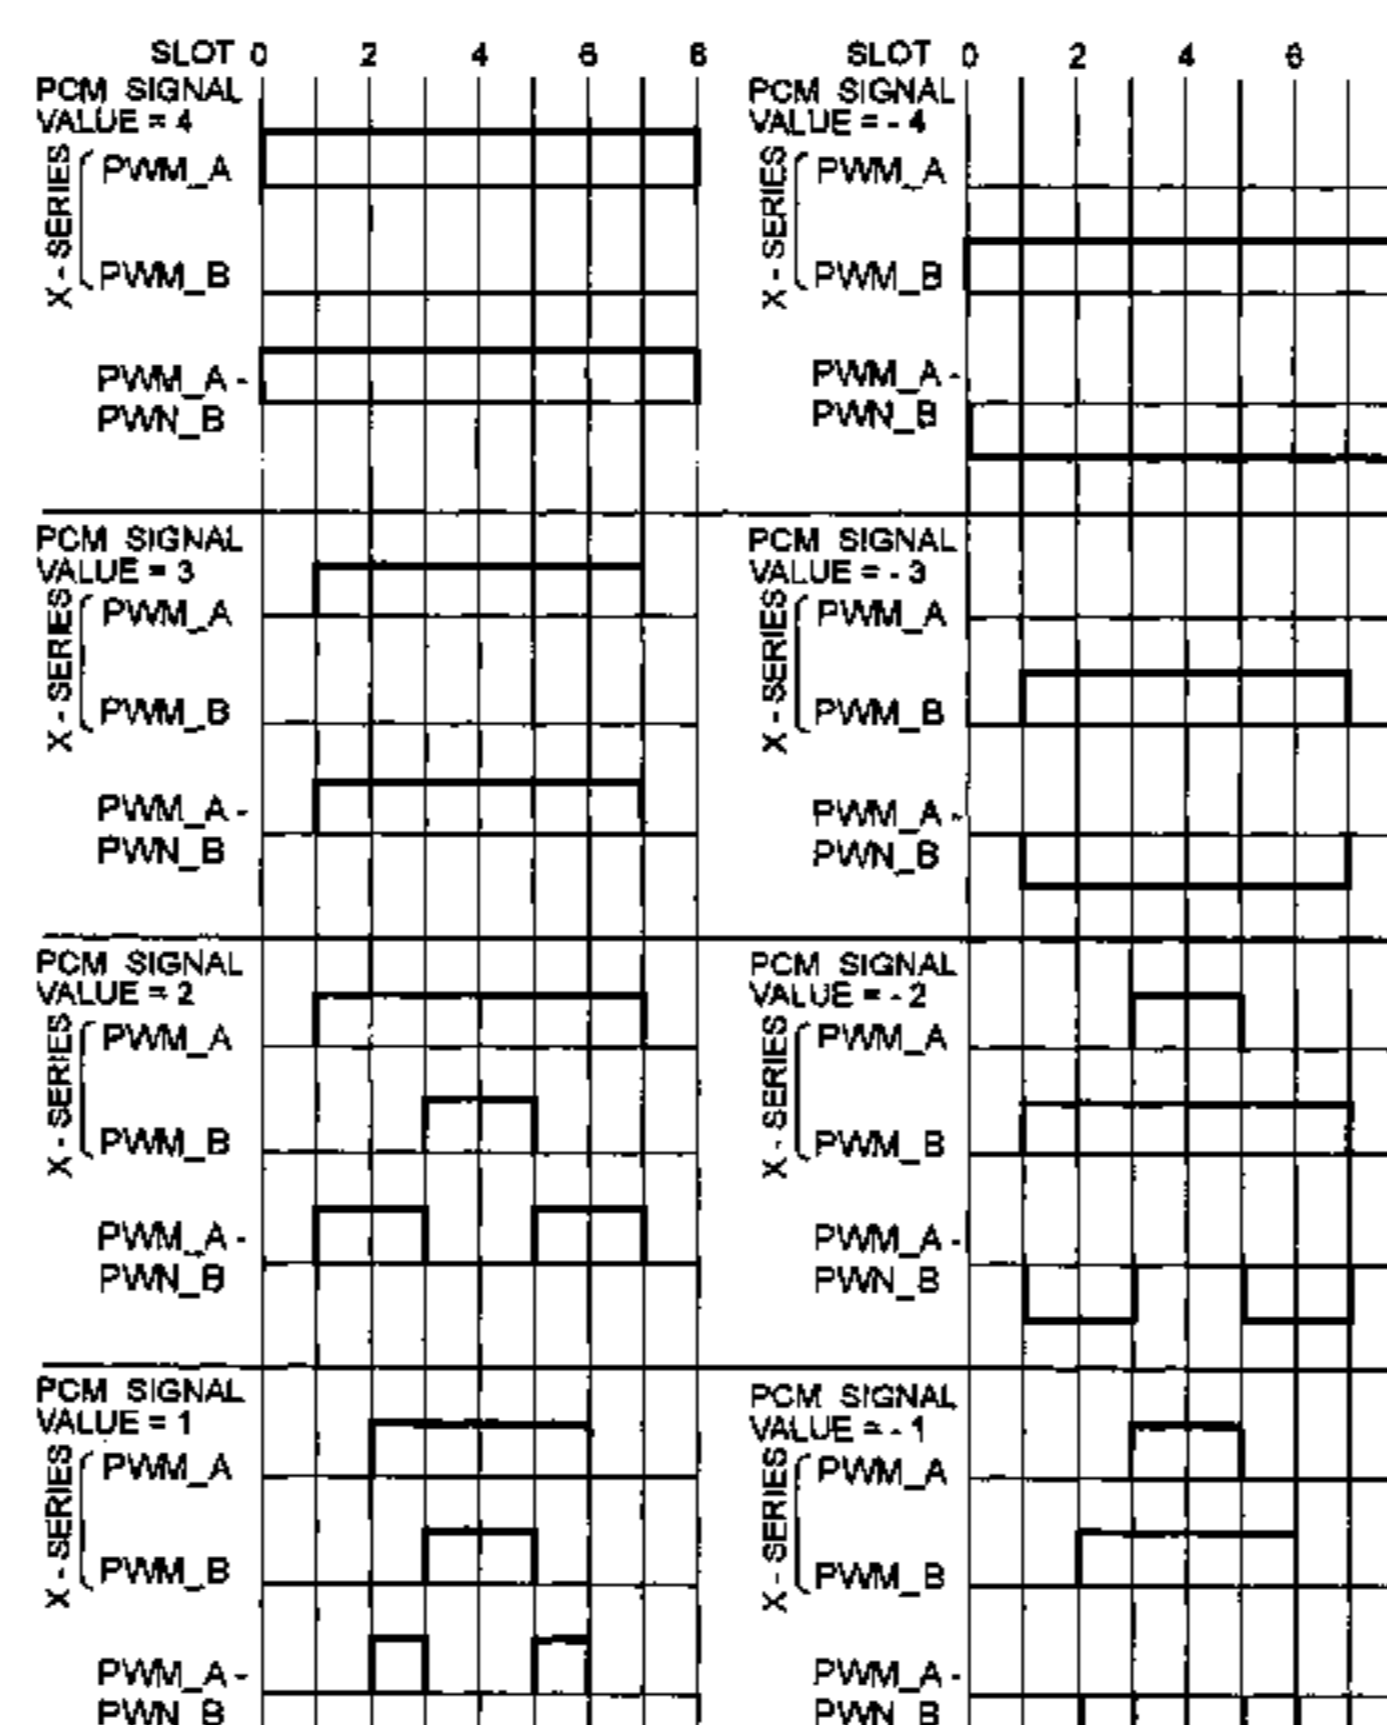 SLOT 0 2 4 6 8
PCM SIGNAL
VALUE = 4
X - SERIES
PWM_A
PWM_B
PWM_A -
PWN_B
PCM SIGNAL
VALUE = 3
X - SERIES
PWM_A
PWM_B
PWM_A -
PWN_B
PCM SIGNAL
VALUE = 2
X - SERIES
PWM_A
PWM_B
PWM_A -
PWN_B
PCM SIGNAL
VALUE = 1
X - SERIES
PWM_A
PWM_B
PWM_A -
PWN_B
SLOT 0 2 4 6
PCM SIGNAL
VALUE = - 4
X - SERIES
PWM_A
PWM_B
PWM_A -
PWN_B
PCM SIGNAL
VALUE = - 3
X - SERIES
PWM_A
PWM_B
PWM_A -
PWN_B
PCM SIGNAL
VALUE = - 2
X - SERIES
PWM_A
PWM_B
PWM_A -
PWN_B
PCM SIGNAL
VALUE = - 1
X - SERIES
PWM_A
PWM_B
PWM_A -
PWN_B